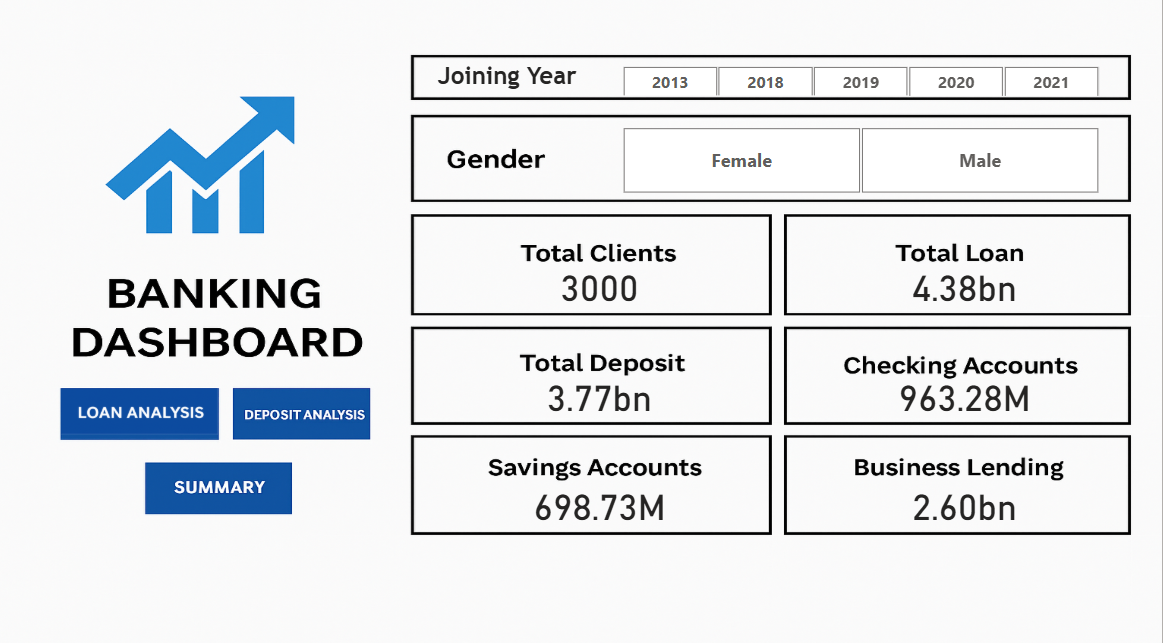 BANKING
DASHBOARD
LOAN ANALYSIS
DEPOSIT ANALYSIS
SUMMARY
Joining Year
2013
2018
2019
2020
2021
Gender
Female
Male
Total Clients
3000
Total Loan
4.38bn
Total Deposit
3.77bn
Checking Accounts
963.28M
Savings Accounts
698.73M
Business Lending
2.60bn